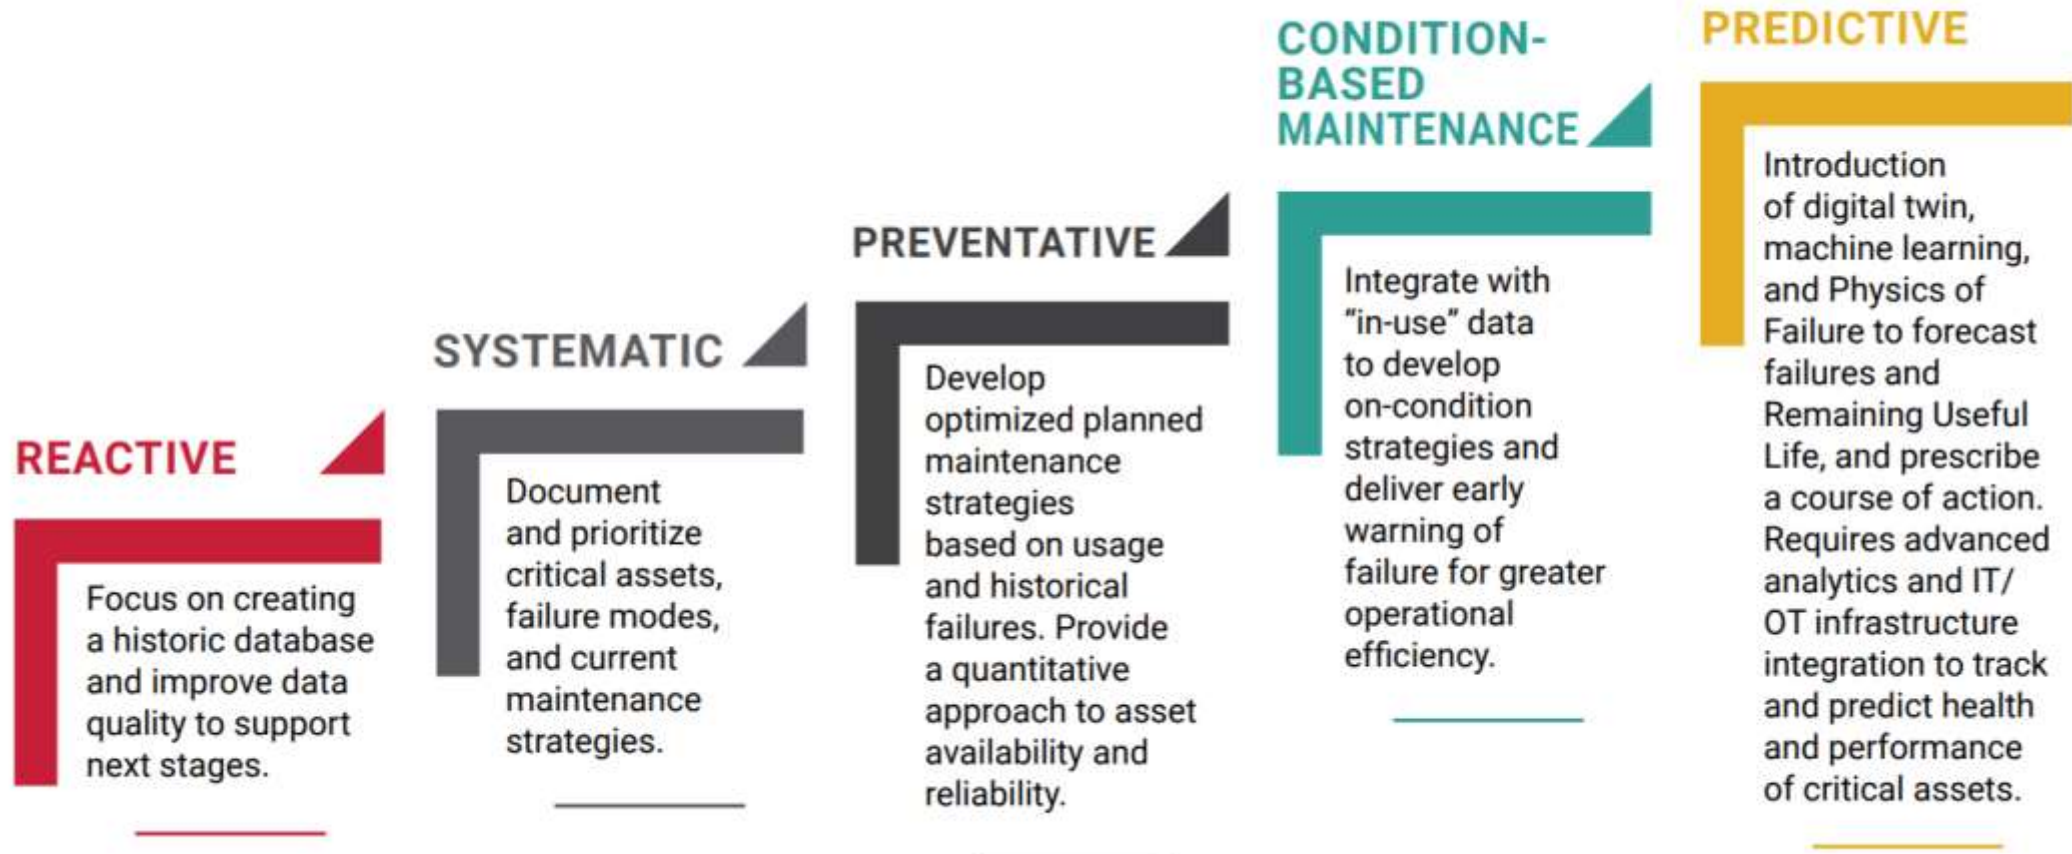 REACTIVE
Focus on creating
a historic database
and improve data
quality to support
next stages.
SYSTEMATIC
Document
and prioritize
critical assets,
failure modes,
and current
maintenance
strategies.
PREVENTATIVE
Develop
optimized planned
maintenance
strategies
based on usage
and historical
failures. Provide
a quantitative
approach to asset
availability and
reliability.
CONDITION-
BASED
MAINTENANCE
Integrate with
“in-use” data
to develop
on-condition
strategies and
deliver early
warning of
failure for greater
operational
efficiency.
PREDICTIVE
Introduction
of digital twin,
machine learning,
and Physics of
Failure to forecast
failures and
Remaining Useful
Life, and prescribe
a course of action.
Requires advanced
analytics and IT/
OT infrastructure
integration to track
and predict health
and performance
of critical assets.